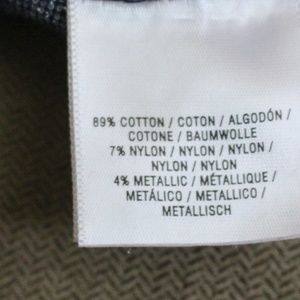 89% COTTON / COTON / ALGODÓN /
COTONE / BAUMWOLLE
7% NYLON / NYLON / NYLON /
NYLON / NYLON
4% METALLIC / MÉTALLIQUE /
METÁLICO / METALLICO /
METALLISCH